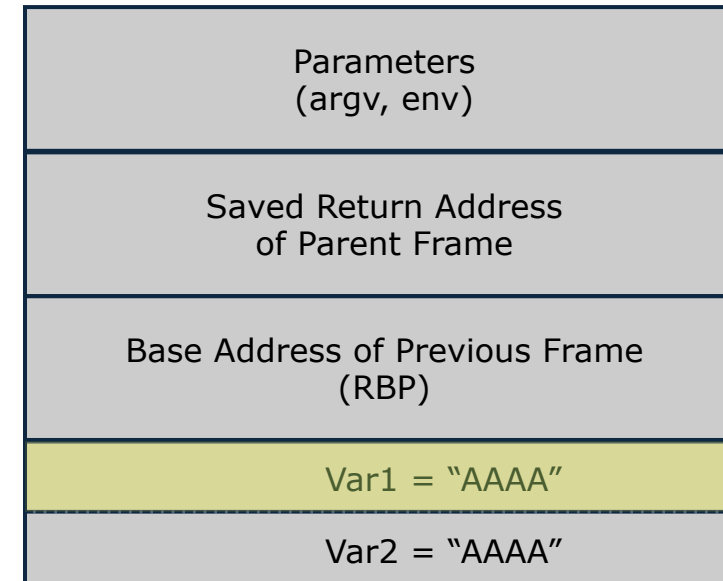 Parameters
(argv, env)
Saved Return Address
of Parent Frame
Base Address of Previous Frame
(RBP)
Var1 = “AAAA”
Var2 = “AAAA”